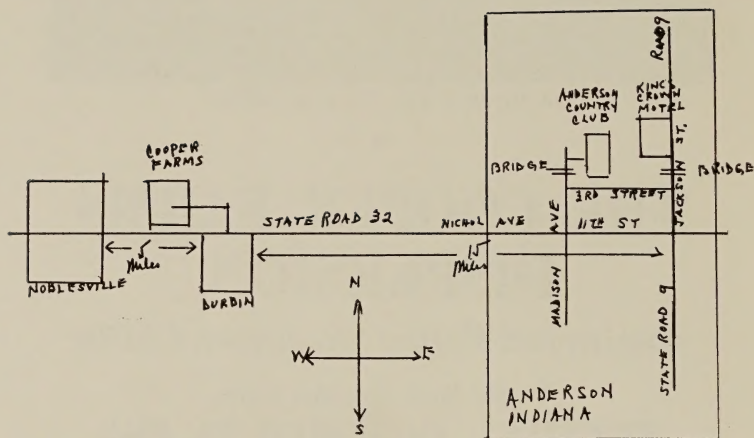 ROAD 9
ANDERSON
COUNTRY
CLUB
KING'S
CROWN
MOTEL
COOPER
FARMS
BRIDGE
BRIDGE
JACKSON ST.
3RD STREET
STATE ROAD 32
NICHOL AVE
11TH ST
MADISON AVE
5
Miles
15
Miles
NOBLESVILLE
DURBIN
STATE ROAD 9
N
W
E
S
ANDERSON
INDIANA